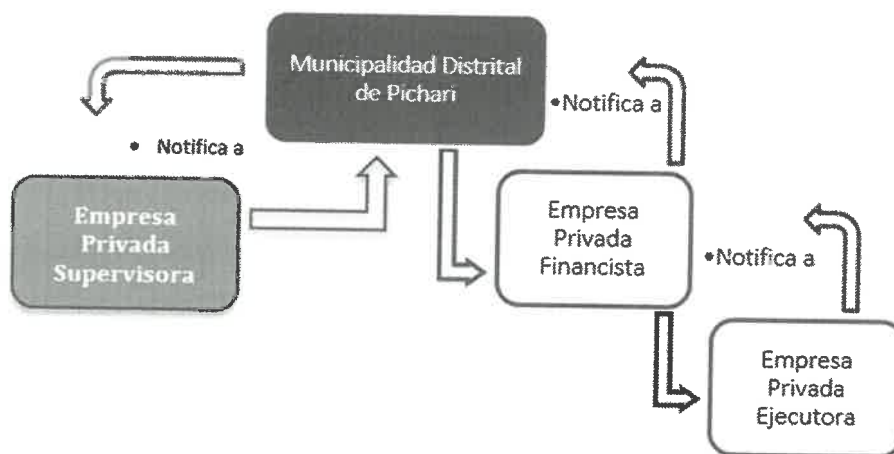 Municipalidad Distrital
de Pichari
•Notifica a
• Notifica a
Empresa
Privada
Supervisora
Empresa
Privada
Financista
•Notifica a
Empresa
Privada
Ejecutora